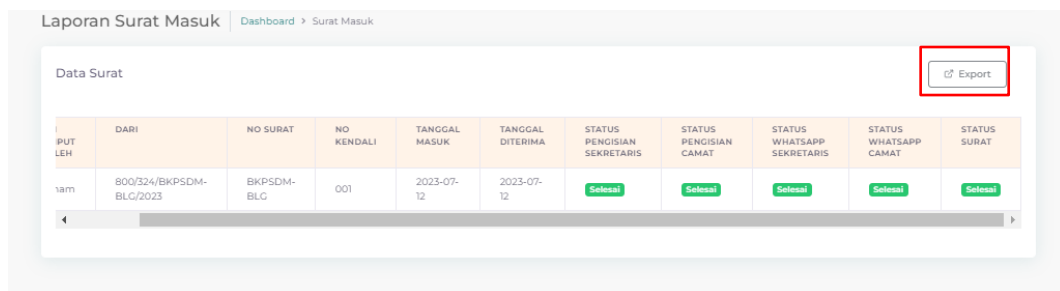 Laporan Surat Masuk Dashboard > Surat Masuk
Data Surat
Export
DARI NO SURAT NO KENDALI TANGGAL MASUK TANGGAL DITERIMA STATUS PENGISIAN SEKRETARIS STATUS PENGISIAN CAMAT STATUS WHATSAPP SEKRETARIS STATUS WHATSAPP CAMAT STATUS SURAT
800/324/BKPSDM-BLG/2023 BKPSDM-BLG 001 2023-07-12 2023-07-12 Selesai Selesai Selesai Selesai Selesai